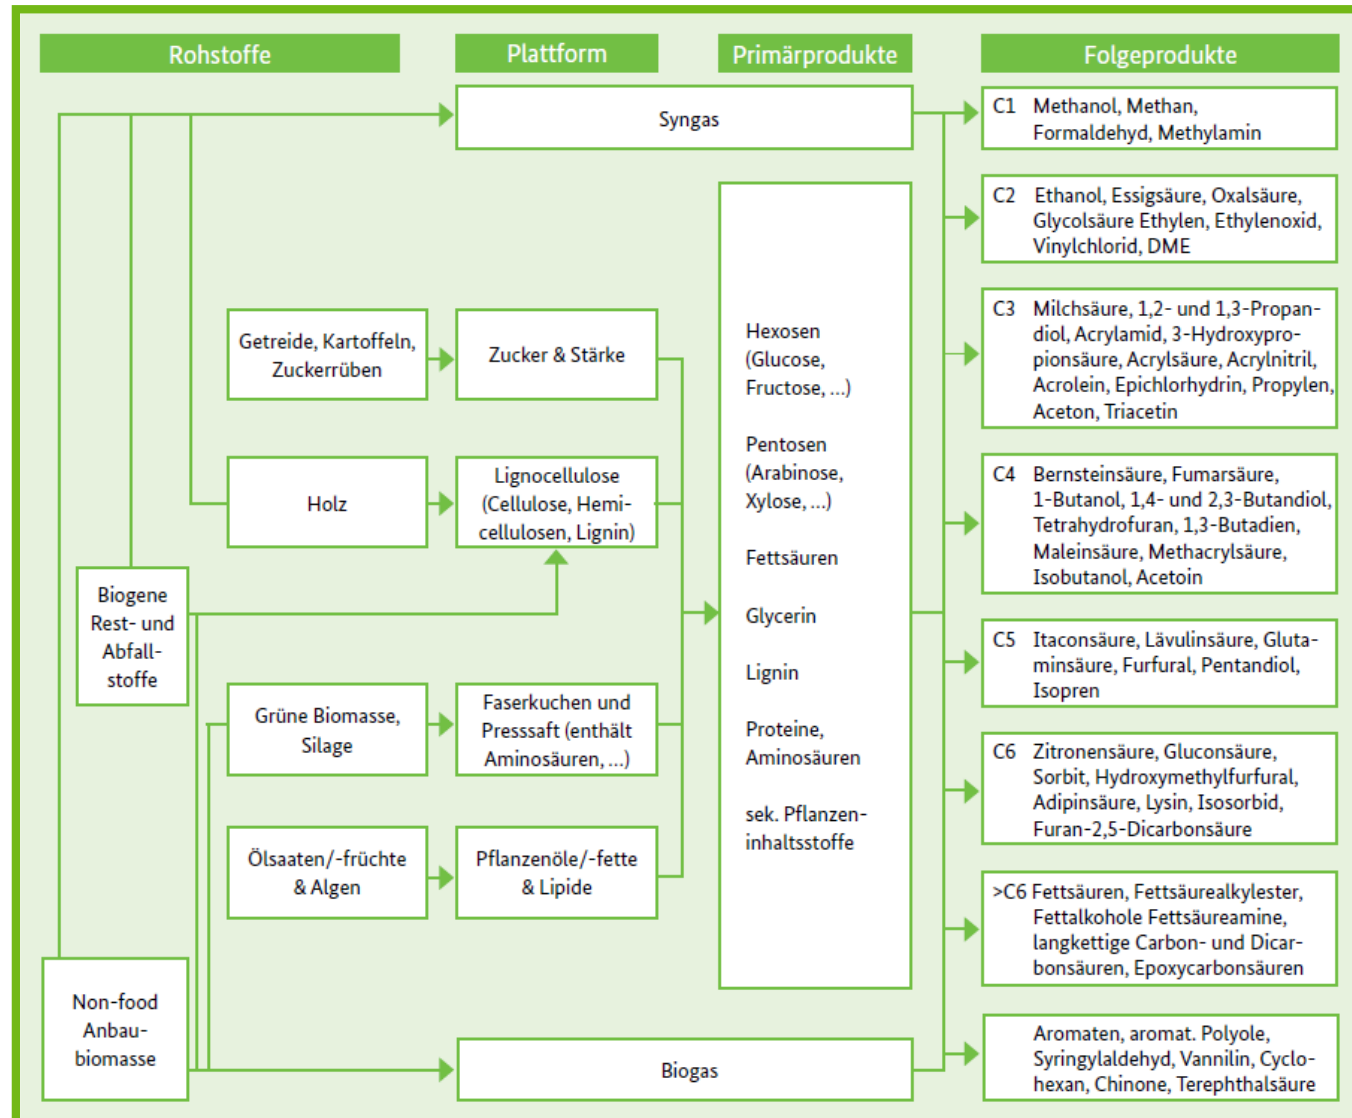 Rohstoffe
Plattform
Primärprodukte
Folgeprodukte
Syngas
C1 Methanol, Methan,
Formaldehyd, Methylamin
C2 Ethanol, Essigsäure, Oxalsäure,
Glycolsäure Ethylen, Ethylenoxid,
Vinylchlorid, DME
Getreide, Kartoffeln,
Zuckerrüben
Zucker & Stärke
Hexosen
(Glucose,
Fructose, ...)
Pentosen
(Arabinose,
Xylose, ...)
Fettsäuren
Glycerin
Lignin
Proteine,
Aminosäuren
sek. Pflanzen-
inhaltsstoffe
C3 Milchsäure, 1,2- und 1,3-Propan-
diol, Acrylamid, 3-Hydroxypro-
pionsäure, Acrylsäure, Acrylnitril,
Acrolein, Epichlorhydrin, Propylen,
Aceton, Triacetin
Holz
Lignocellulose
(Cellulose, Hemi-
cellulosen, Lignin)
C4 Bernsteinsäure, Fumarsäure,
1-Butanol, 1,4- und 2,3-Butandiol,
Tetrahydrofuran, 1,3-Butadien,
Maleinsäure, Methacrylsäure,
Isobutanol, Acetoin
Biogene
Rest- und
Abfall-
stoffe
C5 Itaconsäure, Lävulinsäure, Gluta-
minsäure, Furfural, Pentandiol,
Isopren
Grüne Biomasse,
Silage
Faserkuchen und
Presssaft (enthält
Aminosäuren, ...)
C6 Zitronensäure, Gluconsäure,
Sorbit, Hydroxymethylfurfural,
Adipinsäure, Lysin, Isosorbid,
Furan-2,5-Dicarbonsäure
Ölsaaten/-früchte
& Algen
Pflanzenöle/-fette
& Lipide
>C6 Fettsäuren, Fettsäurealkylester,
Fettalkohole Fettsäureamine,
langkettige Carbon- und Dicar-
bonsäuren, Epoxycarbonsäuren
Non-food
Anbau-
biomasse
Biogas
Aromaten, aromat. Polyole,
Syringylaldehyd, Vannilin, Cyclo-
hexan, Chinone, Terephthalsäure